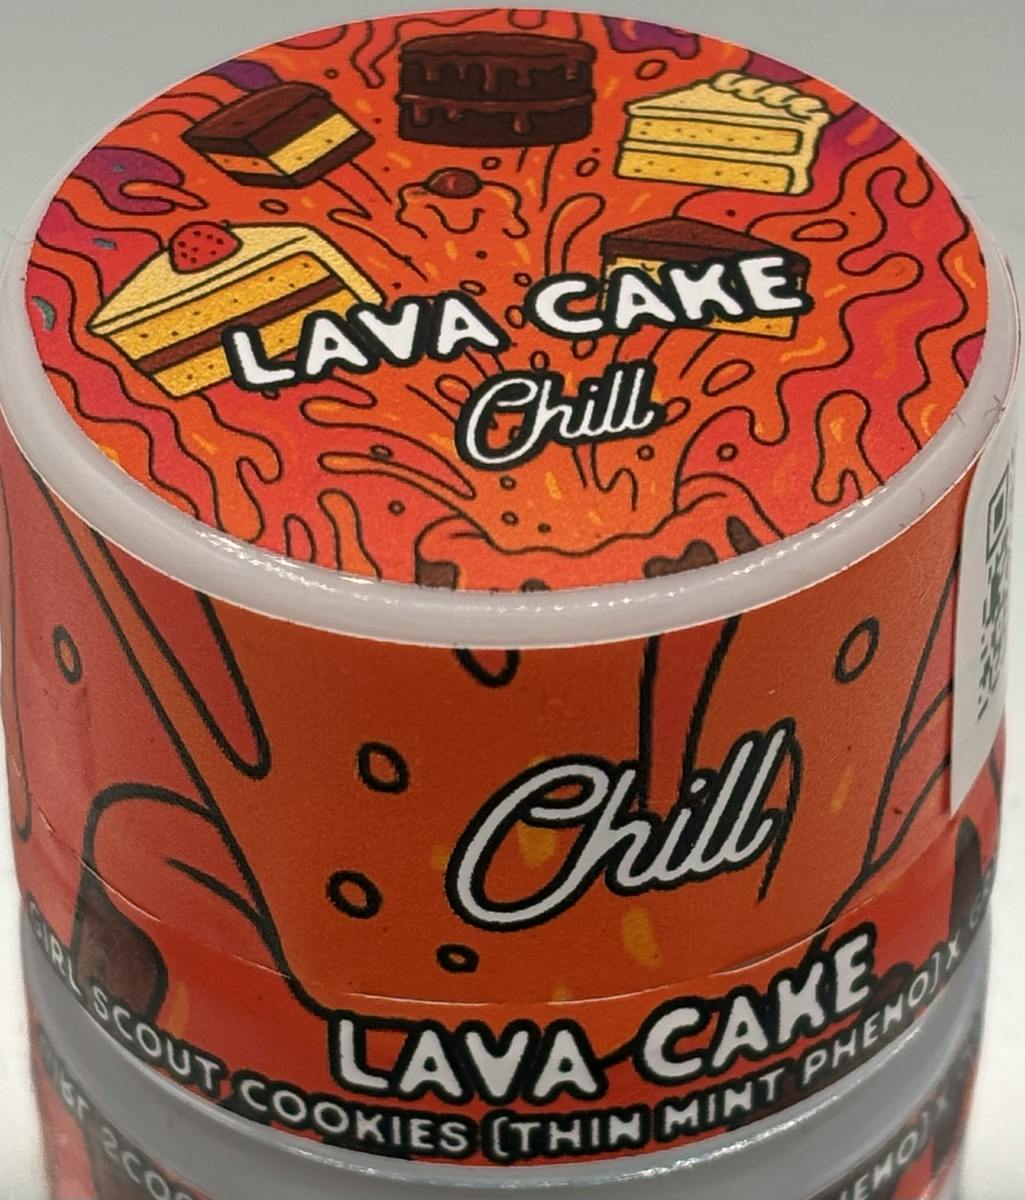 LAVA CAKE
Chill
Chill
LAVA CAKE
GIRL SCOUT COOKIES (THIN MINT PHENO) X